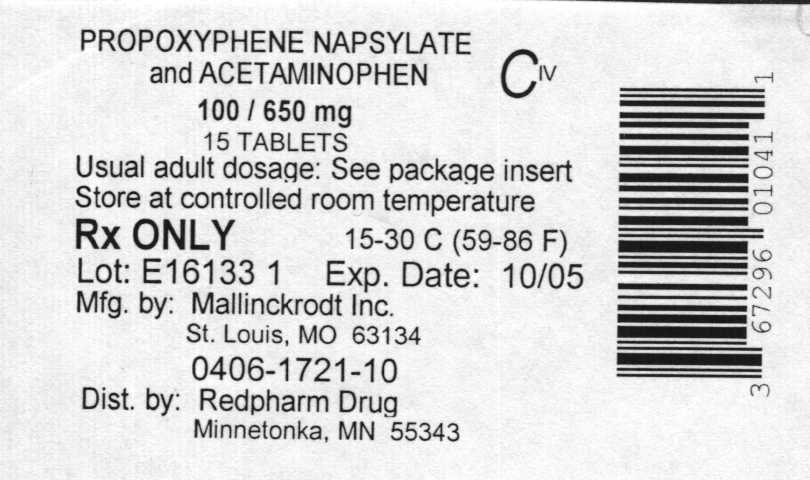 PROPOXYPHENE NAPSYLATE
and ACETAMINOPHEN
CIV
100 / 650 mg
15 TABLETS
Usual adult dosage: See package insert
Store at controlled room temperature
Rx ONLY 15-30 C (59-86 F)
Lot: E16133 1 Exp. Date: 10/05
Mfg. by: Mallinckrodt Inc.
St. Louis, MO 63134
0406-1721-10
Dist. by: Redpharm Drug
Minnetonka, MN 55343
3 67296 01041 1